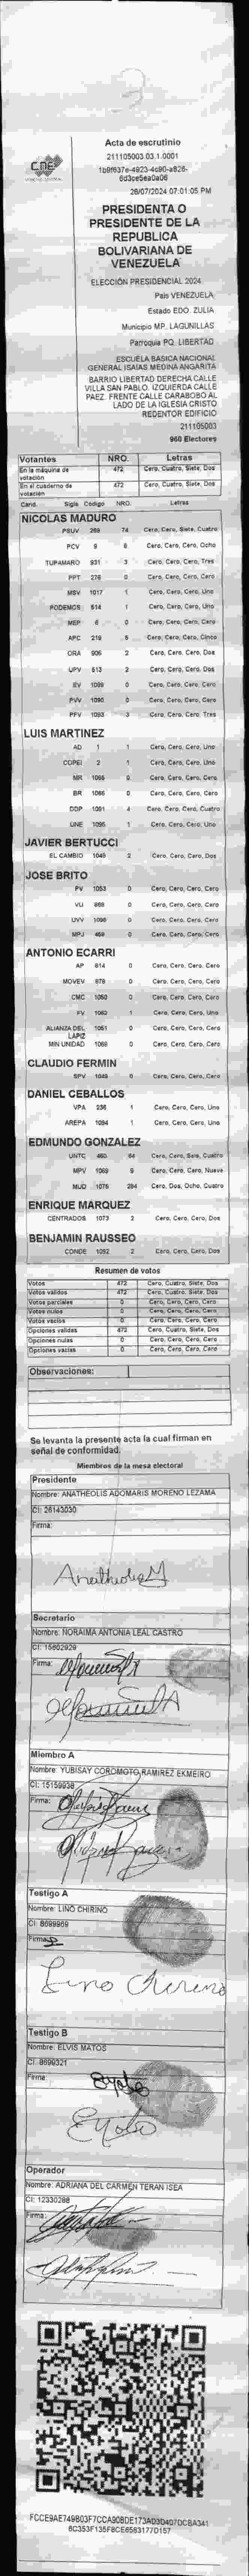 3
CNE
Acta de escrutinio
211105003.03.1.0001
28/07/2024 07:01:05 PM
PRESIDENTA O
PRESIDENTE DE LA
REPUBLICA
BOLIVARIANA DE
VENEZUELA
ELECCIÓN PRESIDENCIAL 2024
Pais VENEZUELA
Estado EDO. ZULIA
Municipio MP. LAGUNILLAS
Parroquia PQ. LIBERTAD
ESCUELA BASICA NACIONAL
GENERAL ISAIAS MEDINA ANGARITA
BARRIO LIBERTAD DERECHA CALLE
VILLA SAN PABLO. IZQUIERDA CALLE
PAEZ. FRENTE CALLE CARABOBO AL
LADO DE LA IGLESIA CRISTO
REDENTOR EDIFICIO
211105003
960 Electores
Votantes NRO. Letras
En la máquina de votación 472 Cero, Cuatro, Siete, Dos
En el cuaderno de votación 472 Cero, Cuatro, Siete, Dos
Cand. Sigla Codigo NRO. Letras
NICOLAS MADURO
PSUV 269 74 Cero, Cero, Siete, Cuatro
PCV 9 8 Cero, Cero, Cero, Ocho
TUPAMARO 931 3 Cero, Cero, Cero, Tres
PPT 276 0 Cero, Cero, Cero, Cero
MSV 1017 1 Cero, Cero, Cero, Uno
PODEMOS 514 1 Cero, Cero, Cero, Uno
MEP 6 0 Cero, Cero, Cero, Cero
APC 219 5 Cero, Cero, Cero, Cinco
ORA 906 2 Cero, Cero, Cero, Dos
UPV 613 2 Cero, Cero, Cero, Dos
EV 1089 0 Cero, Cero, Cero, Cero
PVV 1090 0 Cero, Cero, Cero, Cero
PFV 1093 3 Cero, Cero, Cero, Tres
LUIS MARTINEZ
AD 1 1 Cero, Cero, Cero, Uno
COPEI 2 1 Cero, Cero, Cero, Uno
MR 1066 0 Cero, Cero, Cero, Cero
BR 0 Cero, Cero, Cero, Cero
DDP 1091 4 Cero, Cero, Cero, Cuatro
UNE 1095 1 Cero, Cero, Cero, Uno
JAVIER BERTUCCI
EL CAMBIO 1049 2 Cero, Cero, Cero, Dos
JOSE BRITO
PV 1053 0 Cero, Cero, Cero, Cero
VU 868 0 Cero, Cero, Cero, Cero
UVV 1096 0 Cero, Cero, Cero, Cero
MPJ 0 Cero, Cero, Cero, Cero
ANTONIO ECARRI
AP 814 0 Cero, Cero, Cero, Cero
MOVEV 979 0 Cero, Cero, Cero, Cero
CMC 1050 0 Cero, Cero, Cero, Cero
FV 1 Cero, Cero, Cero, Uno
ALIANZA DEL LAPIZ 1051 0 Cero, Cero, Cero, Cero
MIN UNIDAD 1068 0 Cero, Cero, Cero, Cero
CLAUDIO FERMIN
SPV 1048 0 Cero, Cero, Cero, Cero
DANIEL CEBALLOS
VPA 236 1 Cero, Cero, Cero, Uno
AREPA 1094 1 Cero, Cero, Cero, Uno
EDMUNDO GONZALEZ
UNTC 460 64 Cero, Cero, Seis, Cuatro
MPV 1069 9 Cero, Cero, Cero, Nueve
MUD 1076 284 Cero, Dos, Ocho, Cuatro
ENRIQUE MARQUEZ
CENTRADOS 1073 2 Cero, Cero, Cero, Dos
BENJAMIN RAUSSEO
CONDE 1092 2 Cero, Cero, Cero, Dos
Resumen de votos
Votos 472 Cero, Cuatro, Siete, Dos
Votos válidos 472 Cero, Cuatro, Siete, Dos
Votos parciales 0 Cero, Cero, Cero, Cero
Votos nulos 0 Cero, Cero, Cero, Cero
Votos vacíos 0 Cero, Cero, Cero, Cero
Opciones válidas 472 Cero, Cuatro, Siete, Dos
Opciones nulas 0 Cero, Cero, Cero, Cero
Opciones vacías 0 Cero, Cero, Cero, Cero
Observaciones:
Se levanta la presente acta la cual firman en
señal de conformidad.
Miembros de la mesa electoral
Presidente
Nombre: ANATHEOLIS ADOMARIS MORENO LEZAMA
CI: 26143030
Firma:
Anatheolis M
Secretario
Nombre: NORAIMA ANTONIA LEAL CASTRO
CI: 15602929
Firma:
Miembro A
Nombre: YUBISAY COROMOTO RAMIREZ EKMEIRO
CI: 15159938
Firma:
Testigo A
Nombre: LINO CHIRINO
CI: 8699969
Firma:
Lino Chirino
Testigo B
Nombre: ELVIS MATOS
CI: 8699321
Firma:
Operador
Nombre: ADRIANA DEL CARMEN TERAN ISEA
CI: 12330288
Firma: